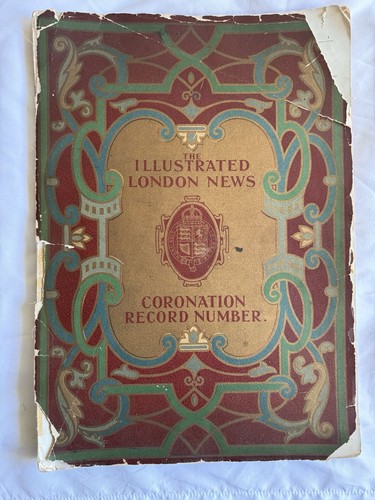 THE
ILLUSTRATED
LONDON NEWS
CORONATION
RECORD NUMBER.